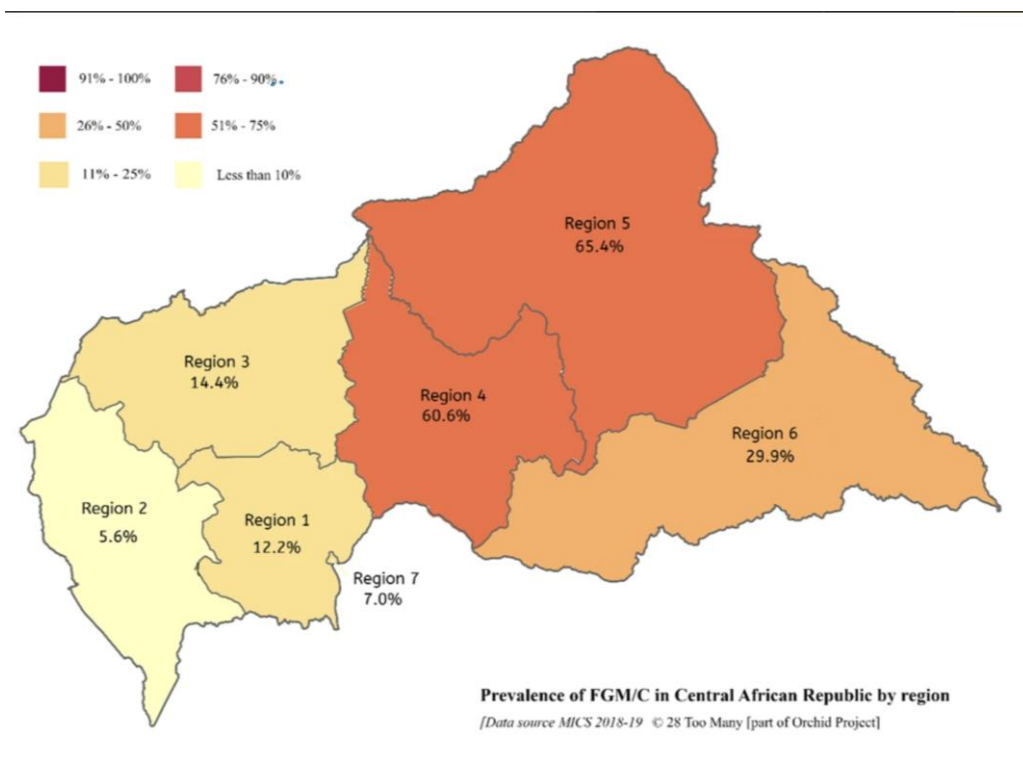 91% - 100%
76% - 90%
26% - 50%
51% - 75%
11% - 25%
Less than 10%
Region 5
65.4%
Region 3
14.4%
Region 4
60.6%
Region 6
29.9%
Region 2
5.6%
Region 1
12.2%
Region 7
7.0%
Prevalence of FGM/C in Central African Republic by region
[Data source MICS 2018-19 © 28 Too Many [part of Orchid Project]